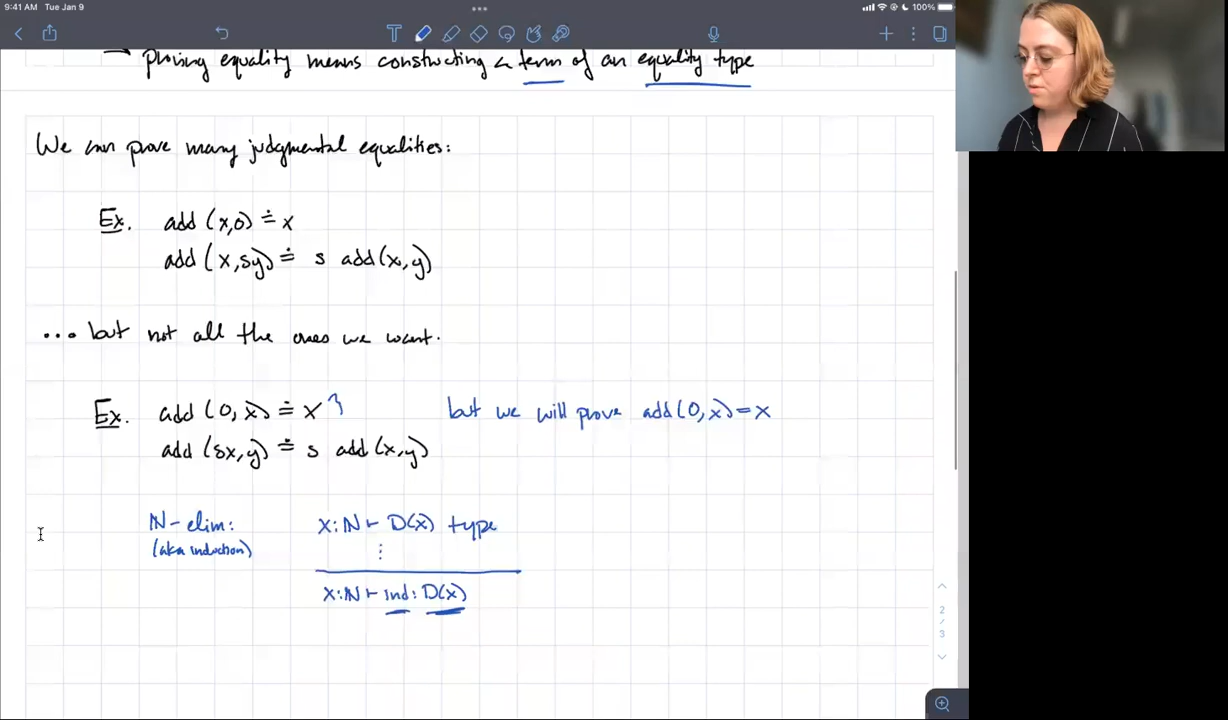 9:41 AM Tue Jan 9
100%
→ Proving equality means constructing a term of an equality type
We can prove many judgmental equalities:
Ex. add (x,0) ≐ x
add (x,sy) ≐ s add(x,y)
... but not all the ones we want.
Ex. add (0,x) ≐ x } but we will prove add(0,x)=x
add (sx,y) ≐ s add(x,y)
N-elim: x:N ⊢ D(x) type
(aka induction) ⋮
x:N ⊢ ind: D(x)
2
/
3